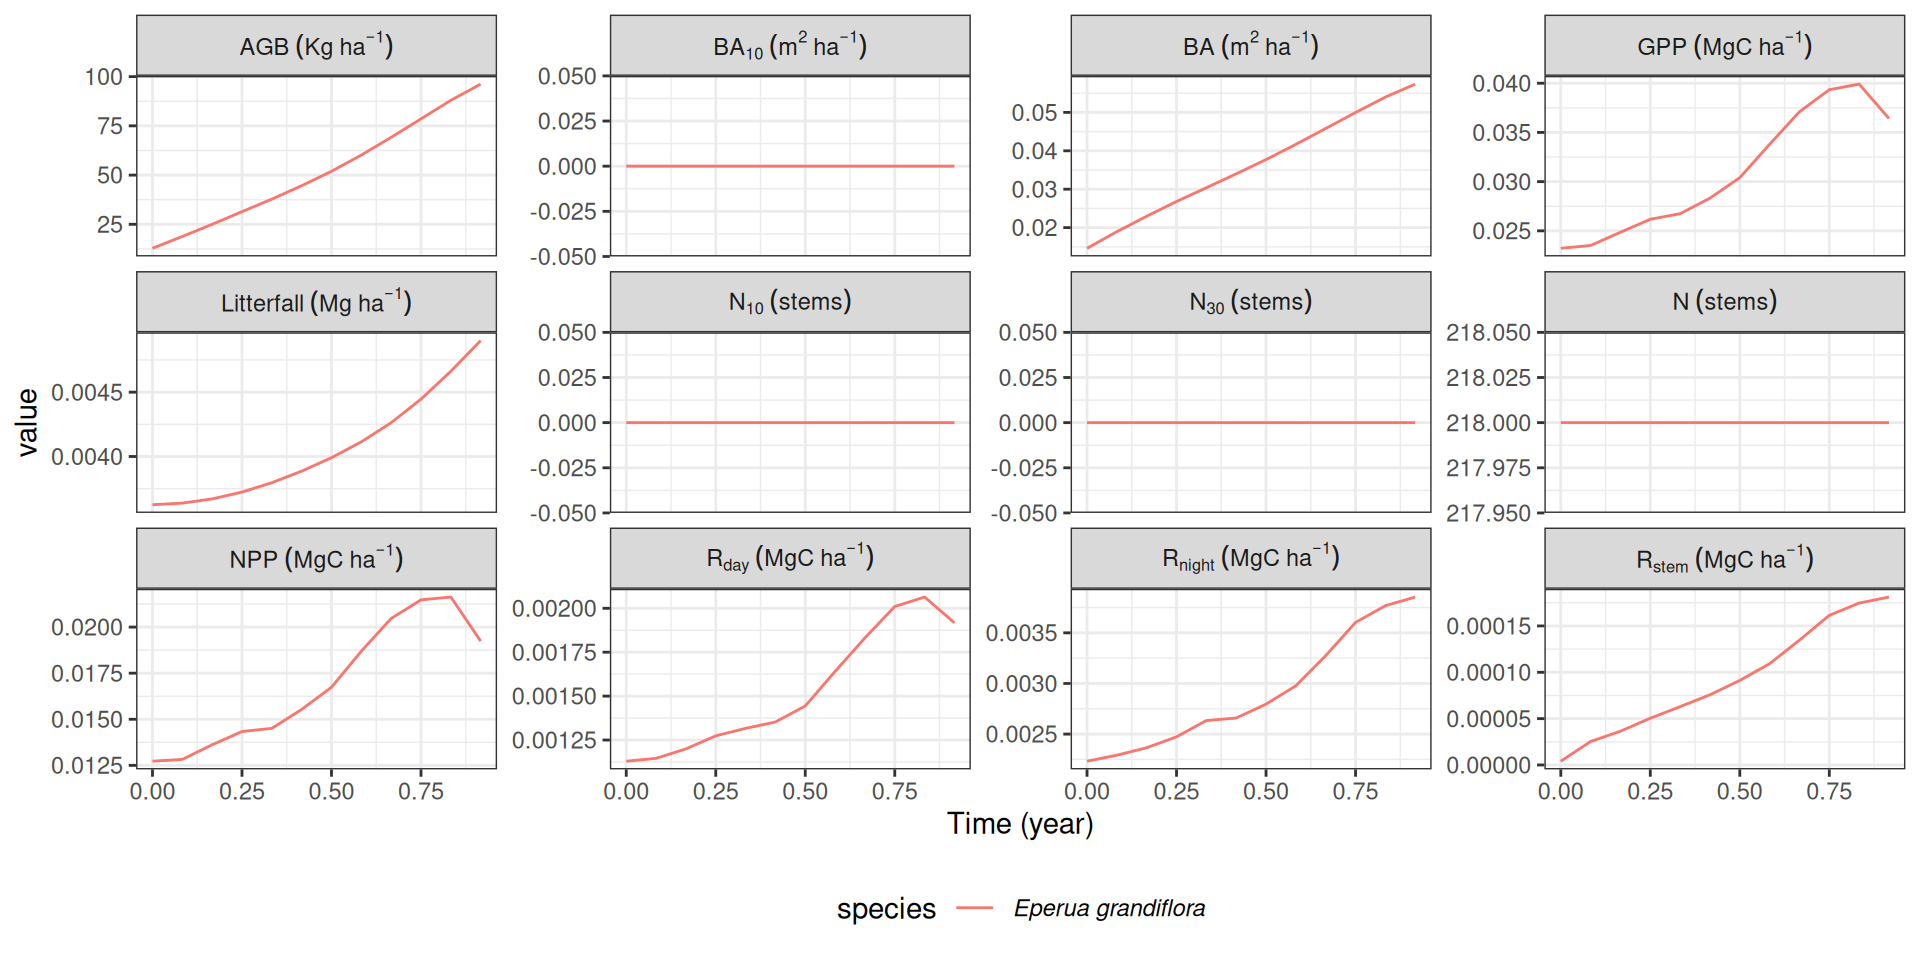 AGB (Kg ha⁻¹)
BA₁₀ (m² ha⁻¹)
BA (m² ha⁻¹)
GPP (MgC ha⁻¹)
100
75
50
25
0.050
0.025
0.000
-0.025
-0.050
0.05
0.04
0.03
0.02
0.040
0.035
0.030
0.025
Litterfall (Mg ha⁻¹)
N₁₀ (stems)
N₃₀ (stems)
N (stems)
value
0.0045
0.0040
0.050
0.025
0.000
-0.025
-0.050
0.050
0.025
0.000
-0.025
-0.050
218.050
218.025
218.000
217.975
217.950
NPP (MgC ha⁻¹)
R_day (MgC ha⁻¹)
R_night (MgC ha⁻¹)
R_stem (MgC ha⁻¹)
0.0200
0.0175
0.0150
0.0125
0.00200
0.00175
0.00150
0.00125
0.0035
0.0030
0.0025
0.00015
0.00010
0.00005
0.00000
0.00 0.25 0.50 0.75
0.00 0.25 0.50 0.75
0.00 0.25 0.50 0.75
0.00 0.25 0.50 0.75
Time (year)
species Eperua grandiflora